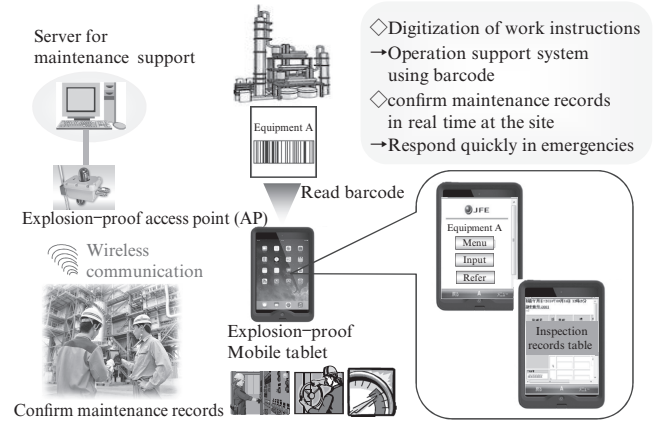 Server for
maintenance support
◇Digitization of work instructions
→Operation support system
using barcode
◇confirm maintenance records
in real time at the site
→Respond quickly in emergencies
Equipment A
Read barcode
Explosion−proof access point (AP)
Wireless
communication
JFE
Equipment A
Menu
Input
Refer
Explosion−proof
Mobile tablet
Inspection
records table
Confirm maintenance records